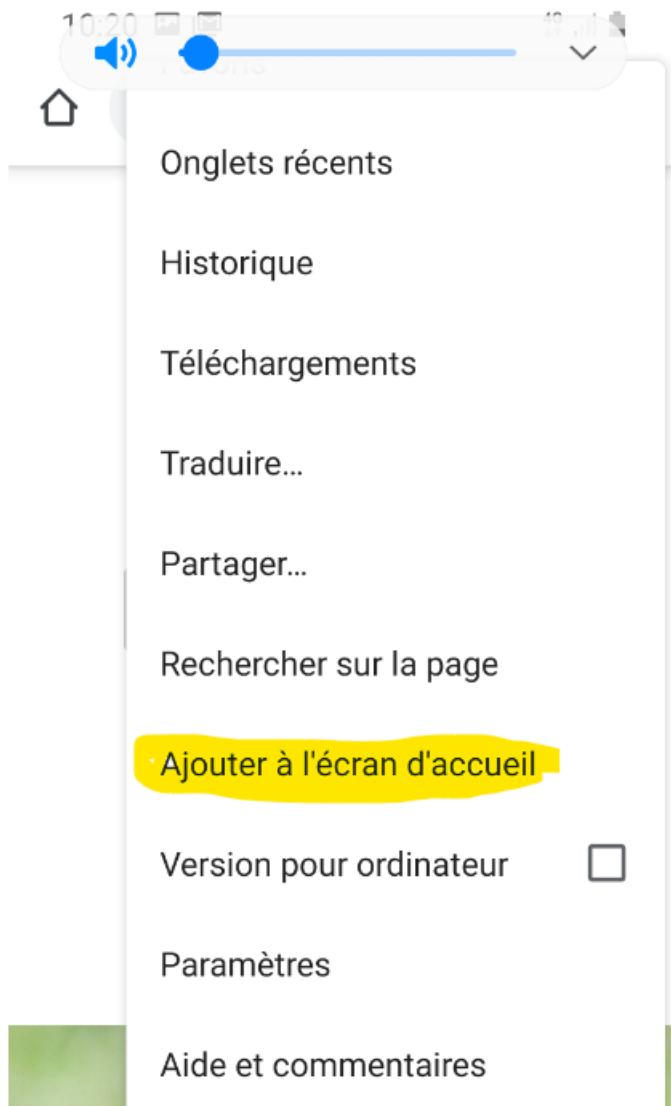 10:20
4G
Onglets récents
Historique
Téléchargements
Traduire...
Partager...
Rechercher sur la page
Ajouter à l'écran d'accueil
Version pour ordinateur
Paramètres
Aide et commentaires